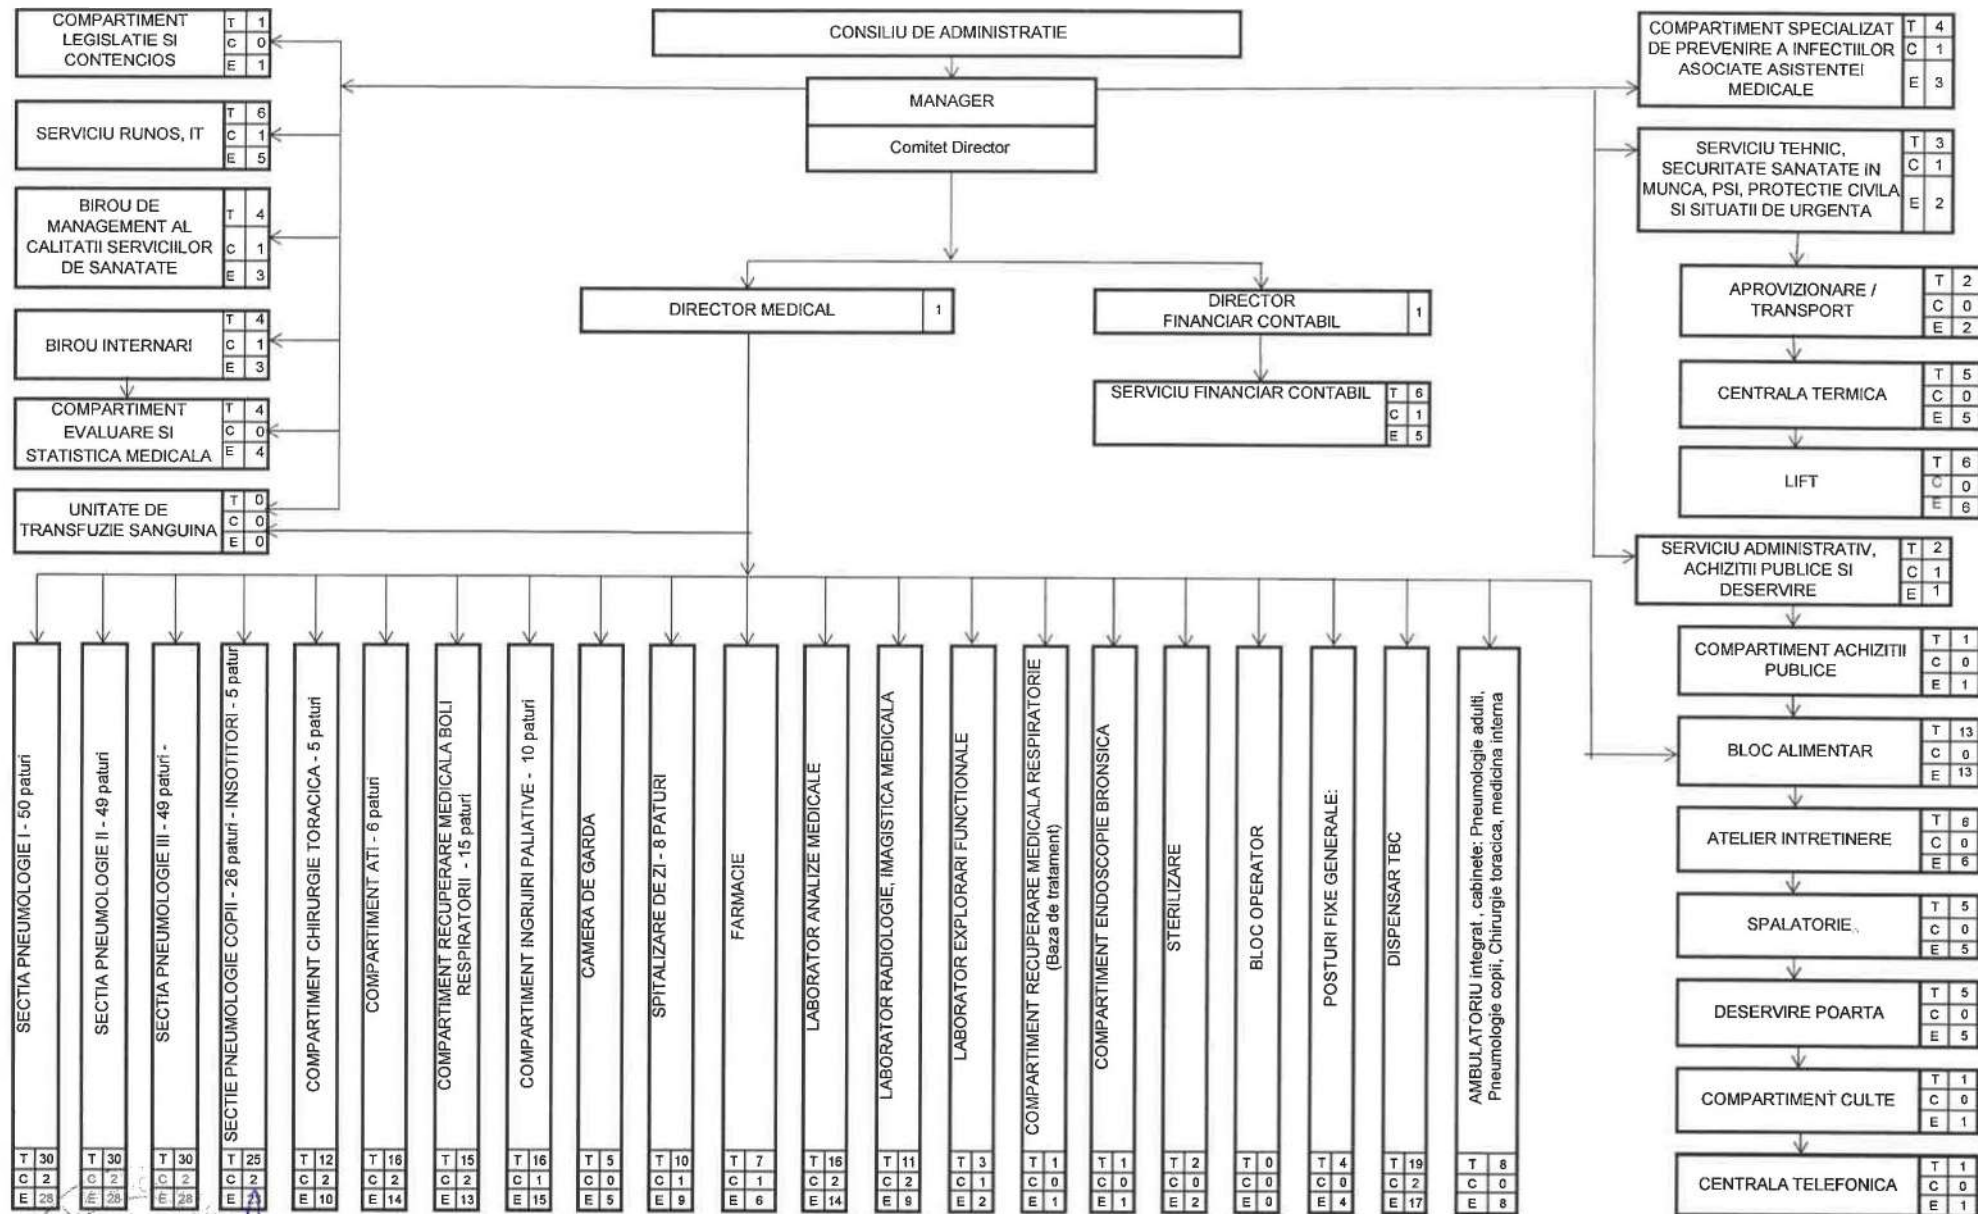 COMPARTIMENT
LEGISLATIE SI
CONTENCIOS
T 1
C 0
E 1
CONSILIU DE ADMINISTRATIE
MANAGER
Comitet Director
COMPARTIMENT SPECIALIZAT
DE PREVENIRE A INFECTIILOR
ASOCIATE ASISTENTEI
MEDICALE
T 4
C 1
E 3
SERVICIU RUNOS, IT
T 6
C 1
E 5
SERVICIU TEHNIC,
SECURITATE SANATATE IN
MUNCA, PSI, PROTECTIE CIVILA
SI SITUATII DE URGENTA
T 3
C 1
E 2
BIROU DE
MANAGEMENT AL
CALITATII SERVICIILOR
DE SANATATE
T 4
C 1
E 3
BIROU INTERNARI
T 4
C 1
E 3
COMPARTIMENT
EVALUARE SI
STATISTICA MEDICALA
T 4
C 0
E 4
UNITATE DE
TRANSFUZIE SANGUINA
T 0
C 0
E 0
DIRECTOR MEDICAL 1
DIRECTOR
FINANCIAR CONTABIL
1
SERVICIU FINANCIAR CONTABIL
T 6
C 1
E 5
APROVIZIONARE /
TRANSPORT
T 2
C 0
E 2
CENTRALA TERMICA
T 5
C 0
E 5
LIFT
T 6
C 0
E 6
SERVICIU ADMINISTRATIV,
ACHIZITII PUBLICE SI
DESERVIRE
T 2
C 1
E 1
COMPARTIMENT ACHIZITII
PUBLICE
T 1
C 0
E 1
BLOC ALIMENTAR
T 13
C 0
E 13
ATELIER INTRETINERE
T 6
C 0
E 6
SPALATORIE
T 5
C 0
E 5
DESERVIRE POARTA
T 5
C 0
E 5
COMPARTIMENT CULTE
T 1
C 0
E 1
CENTRALA TELEFONICA
T 1
C 0
E 1
SECTIA PNEUMOLOGIE I - 50 paturi
T 30
C 2
E 28
SECTIA PNEUMOLOGIE II - 49 paturi
T 30
C 2
E 28
SECTIA PNEUMOLOGIE III - 49 paturi -
T 30
C 2
E 28
SECTIE PNEUMOLOGIE COPII - 26 paturi - INSOTITORI - 5 paturi
T 25
C 2
E 23
COMPARTIMENT CHIRURGIE TORACICA - 5 paturi
T 12
C 2
E 10
COMPARTIMENT ATI - 6 paturi
T 16
C 2
E 14
COMPARTIMENT RECUPERARE MEDICALA BOLI
RESPIRATORII - 15 paturi
T 15
C 2
E 13
COMPARTIMENT INGRIJIRI PALIATIVE - 10 paturi
T 16
C 1
E 15
CAMERA DE GARDA
T 5
C 0
E 5
SPITALIZARE DE ZI - 8 PATURI
T 10
C 1
E 9
FARMACIE
T 7
C 1
E 6
LABORATOR ANALIZE MEDICALE
T 16
C 2
E 14
LABORATOR RADIOLOGIE, IMAGISTICA MEDICALA
T 11
C 2
E 9
LABORATOR EXPLORARI FUNCTIONALE
T 3
C 1
E 2
COMPARTIMENT RECUPERARE MEDICALA RESPIRATORIE
(Baza de tratament)
T 1
C 0
E 1
COMPARTIMENT ENDOSCOPIE BRONSICA
T 1
C 0
E 1
STERILIZARE
T 2
C 0
E 2
BLOC OPERATOR
T 0
C 0
E 0
POSTURI FIXE GENERALE:
T 4
C 0
E 4
DISPENSAR TBC
T 19
C 2
E 17
AMBULATORIU integrat , cabinete: Pneumologie adulti,
Pneumologie copii, Chirurgie toracica, medicina interna
T 8
C 0
E 8